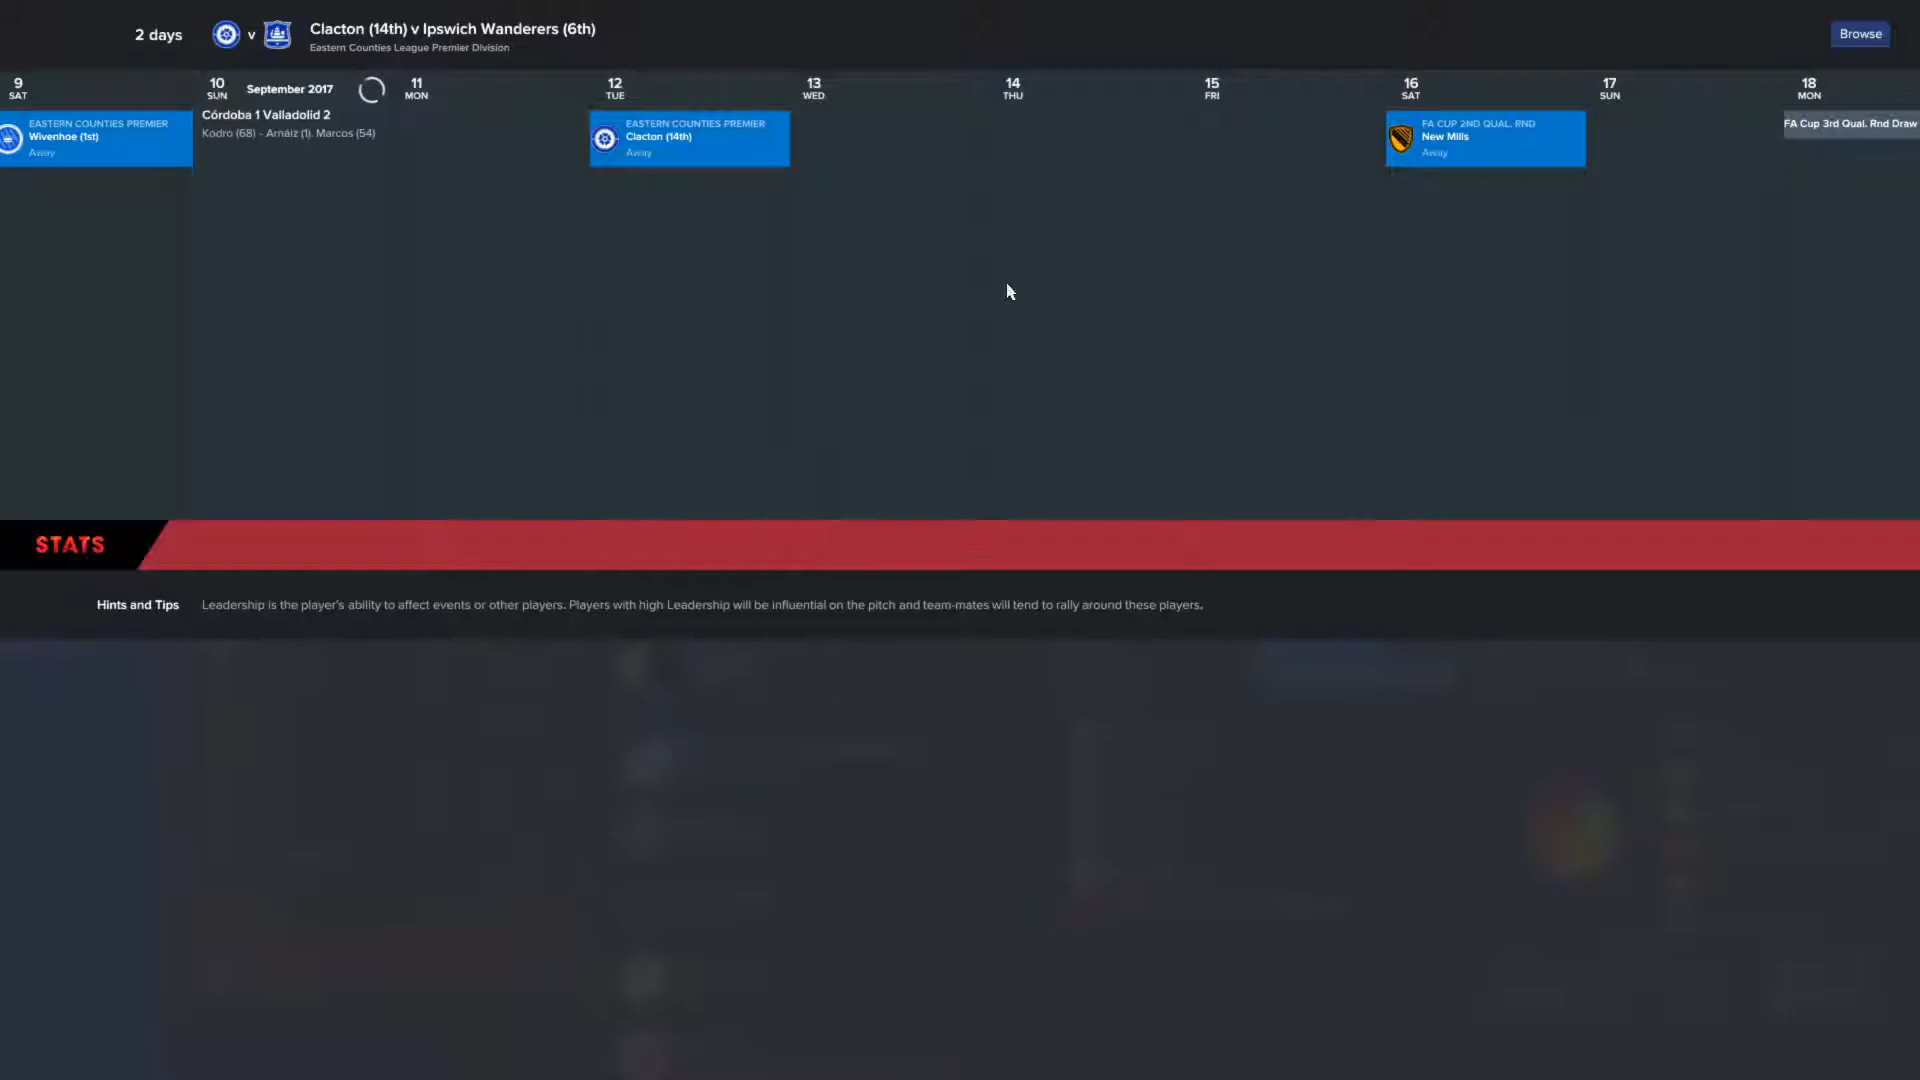 2 days
v
Clacton (14th) v Ipswich Wanderers (6th)
Eastern Counties League Premier Division
Browse
9
SAT
10
SUN
September 2017
11
MON
12
TUE
13
WED
14
THU
15
FRI
16
SAT
17
SUN
18
MON
EASTERN COUNTIES PREMIER
Wivenhoe (1st)
Away
Córdoba 1 Valladolid 2
Kodro (68) - Arnáiz (1), Marcos (54)
EASTERN COUNTIES PREMIER
Clacton (14th)
Away
FA CUP 2ND QUAL. RND
New Mills
Away
FA Cup 3rd Qual. Rnd Draw
STATS
Hints and Tips
Leadership is the player's ability to affect events or other players. Players with high Leadership will be influential on the pitch and team-mates will tend to rally around these players.